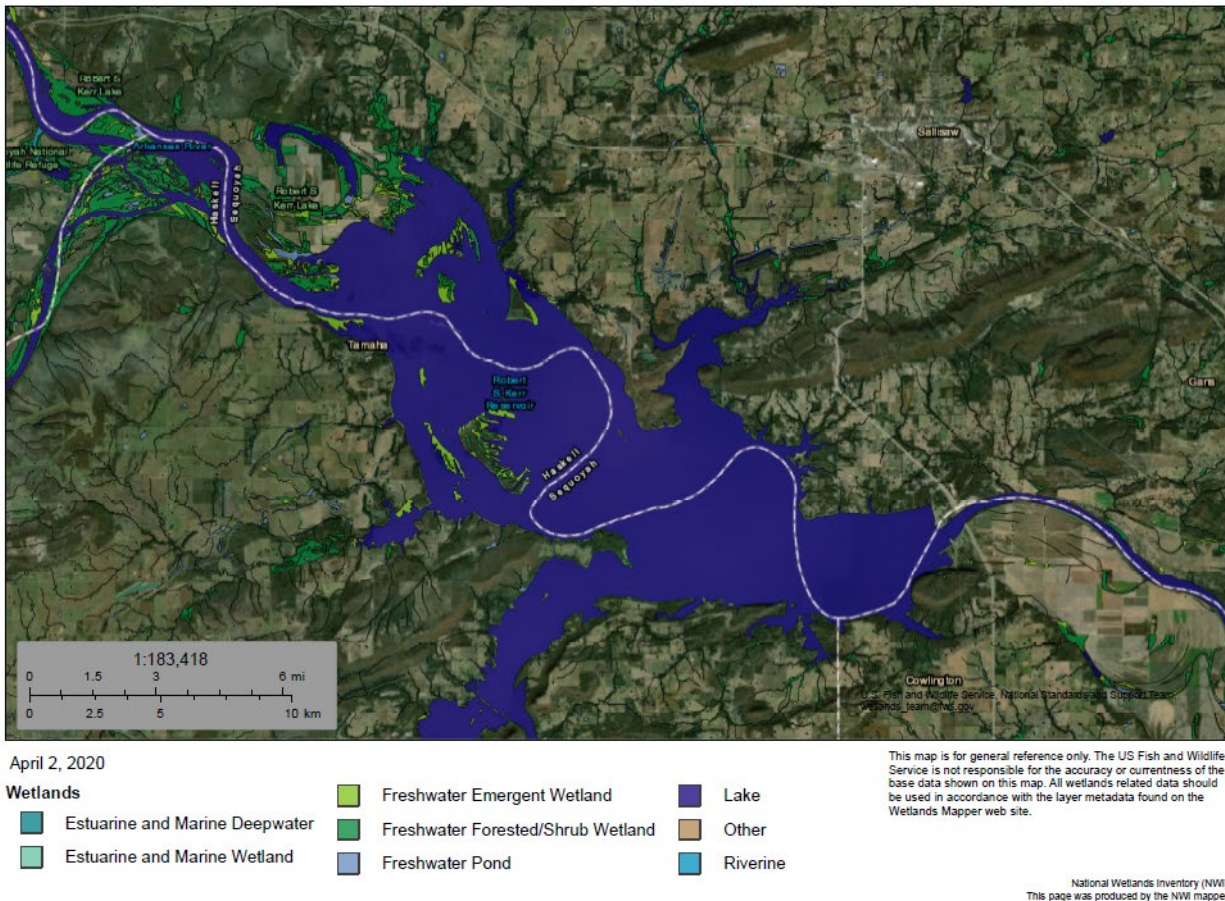 Robert S
Kerr Lake
Arkansas River
yah National
life Refuge
Haskell
Sequoyah
Robert S
Kerr Lake
Sallisaw
Tamaha
Robert
S. Kerr
Reservoir
Gans
Haskell
Sequoyah
1:183,418
0 1.5 3 6 mi
0 2.5 5 10 km
Cowlington
U.S. Fish and Wildlife Service, National Standards and Support Team,
wetlands_team@fws.gov
April 2, 2020
Wetlands
Estuarine and Marine Deepwater
Estuarine and Marine Wetland
Freshwater Emergent Wetland
Freshwater Forested/Shrub Wetland
Freshwater Pond
Lake
Other
Riverine
This map is for general reference only. The US Fish and Wildlife
Service is not responsible for the accuracy or currentness of the
base data shown on this map. All wetlands related data should
be used in accordance with the layer metadata found on the
Wetlands Mapper web site.
National Wetlands Inventory (NWI
This page was produced by the NWI mappe